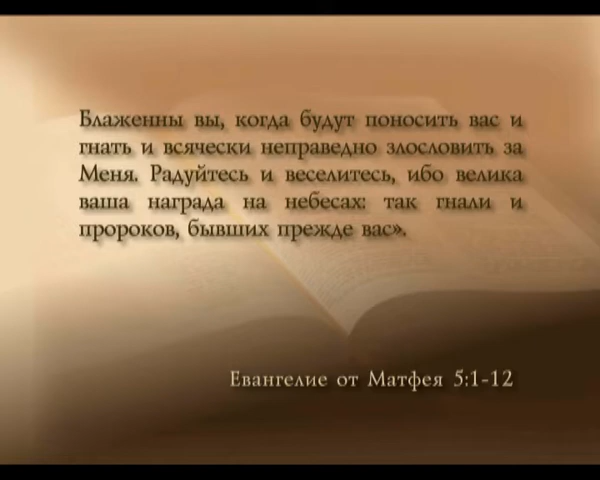 Блаженны вы, когда будут поносить вас и
гнать и всячески неправедно злословить за
Меня. Радуйтесь и веселитесь, ибо велика
ваша награда на небесах: так гнали и
пророков, бывших прежде вас».
Евангелие от Матфея 5:1-12